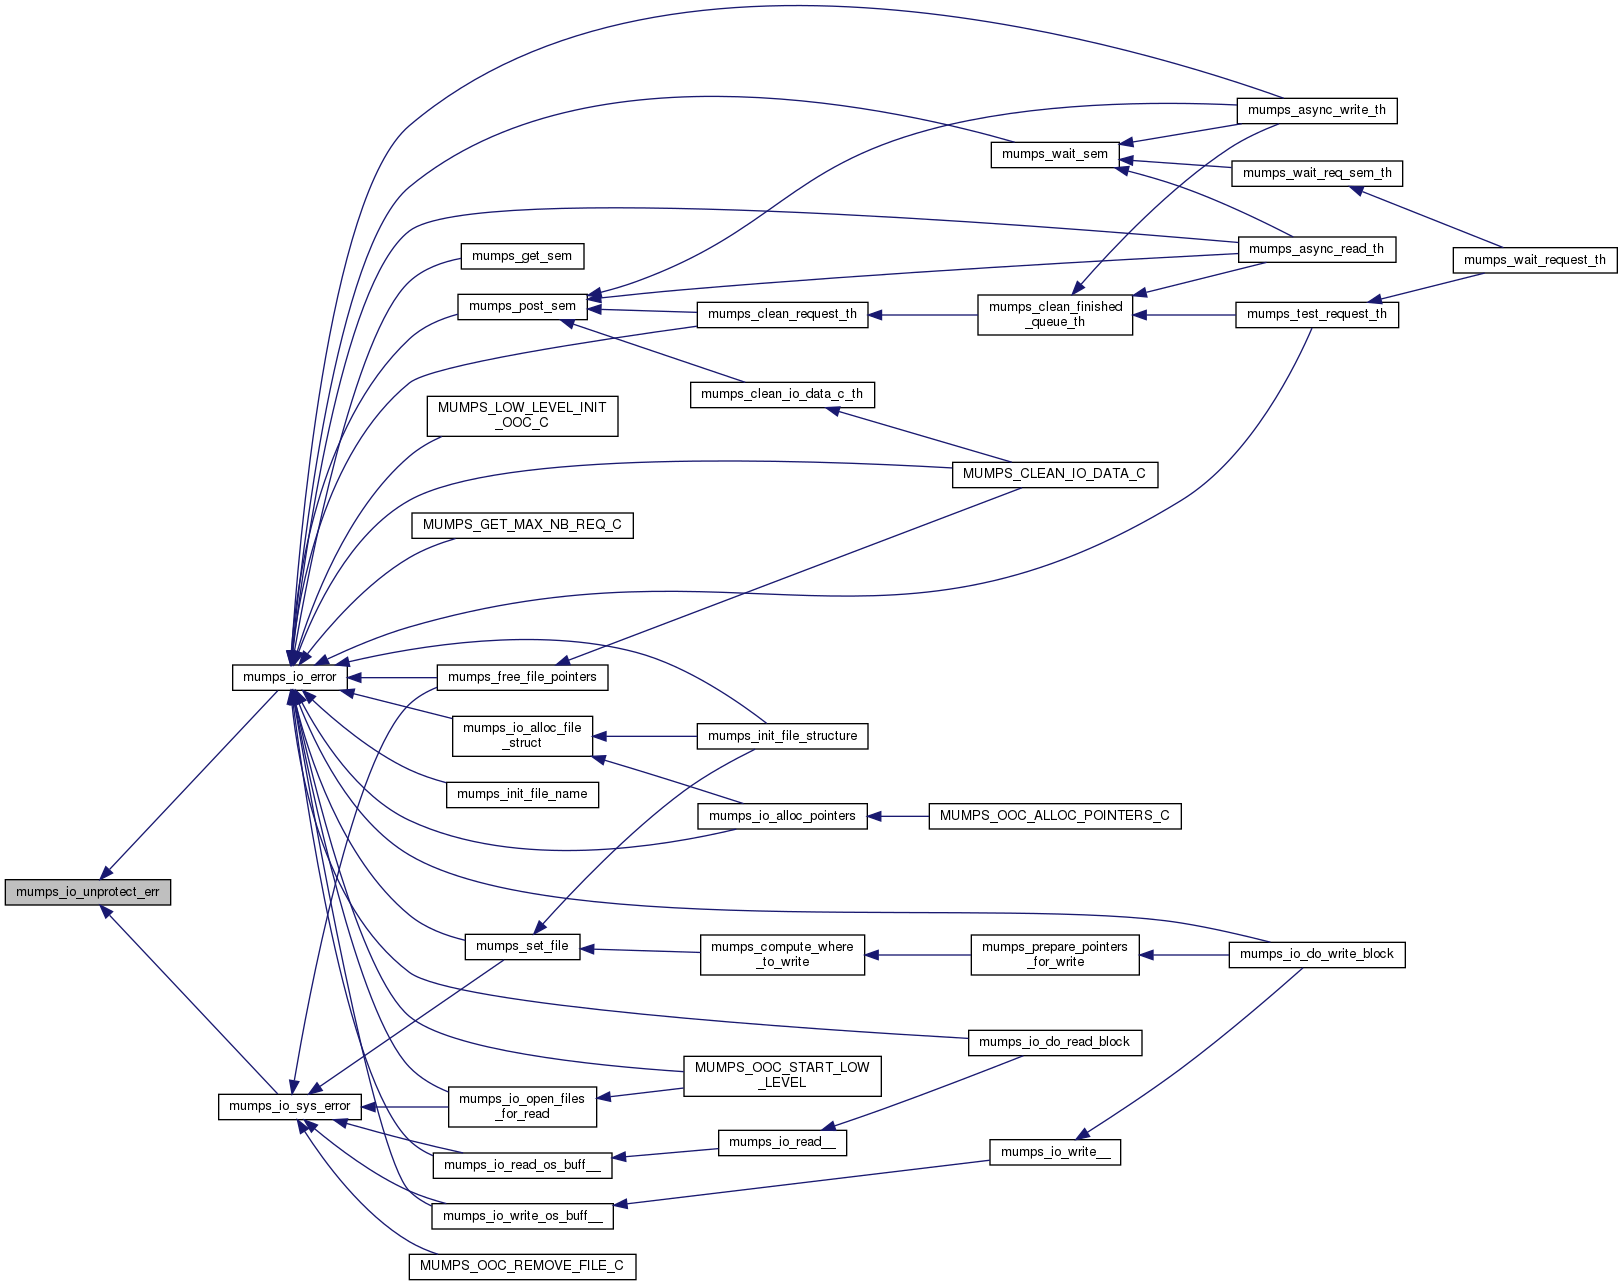 mumps_async_write_th
mumps_wait_sem
mumps_wait_req_sem_th
mumps_get_sem
mumps_async_read_th
mumps_wait_request_th
mumps_post_sem
mumps_clean_request_th
mumps_clean_finished
_queue_th
mumps_test_request_th
mumps_clean_io_data_c_th
MUMPS_LOW_LEVEL_INIT
_OOC_C
MUMPS_CLEAN_IO_DATA_C
MUMPS_GET_MAX_NB_REQ_C
mumps_io_error
mumps_free_file_pointers
mumps_io_alloc_file
_struct
mumps_init_file_structure
mumps_init_file_name
mumps_io_alloc_pointers
MUMPS_OOC_ALLOC_POINTERS_C
mumps_io_unprotect_err
mumps_set_file
mumps_compute_where
_to_write
mumps_prepare_pointers
_for_write
mumps_io_do_write_block
mumps_io_do_read_block
MUMPS_OOC_START_LOW
_LEVEL
mumps_io_sys_error
mumps_io_open_files
_for_read
mumps_io_read__
mumps_io_write__
mumps_io_read_os_buff__
mumps_io_write_os_buff__
MUMPS_OOC_REMOVE_FILE_C